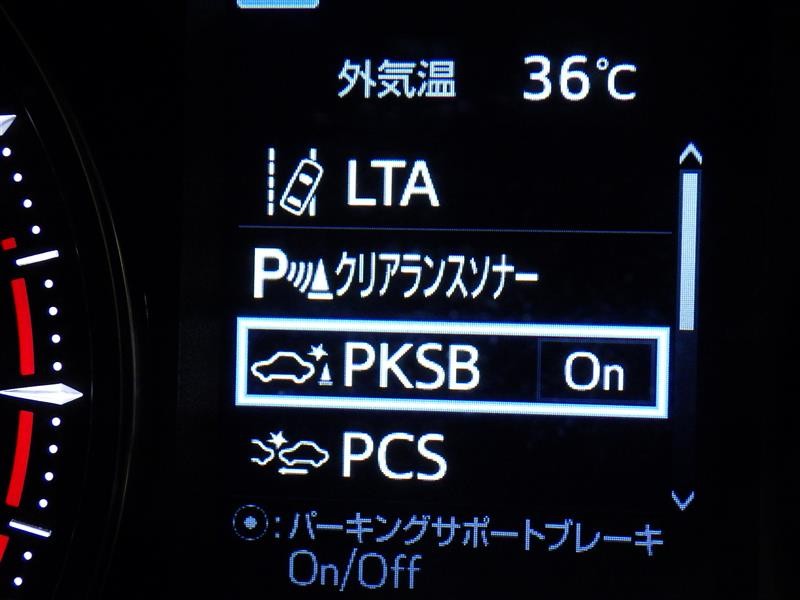 外気温 36℃
LTA
Pクリアランスソナー
PKSB On
PCS
:パーキングサポートブレーキ
On/Off